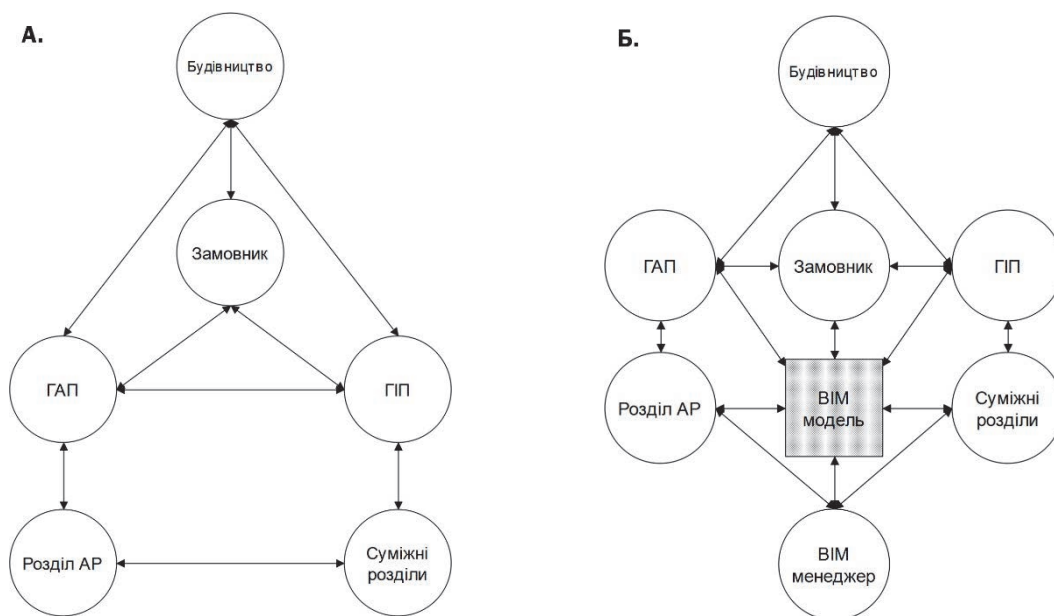 А.
Будівництво
Замовник
ГАП
ГІП
Розділ АР
Суміжні
розділи
Б.
Будівництво
ГАП
Замовник
ГІП
Розділ АР
BIM
модель
Суміжні
розділи
BIM
менеджер